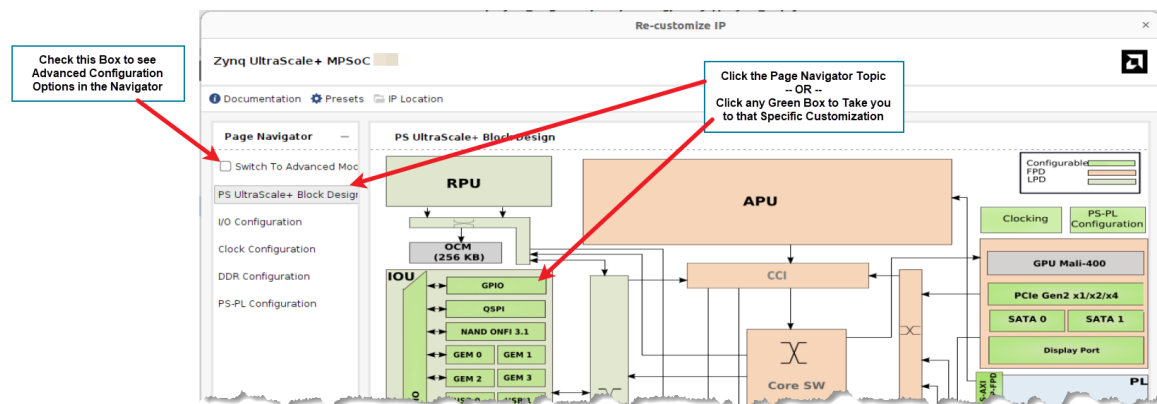 Re-customize IP
×
Check this Box to see
Advanced Configuration
Options in the Navigator
Zynq UltraScale+ MPSoC
Click the Page Navigator Topic
-- OR --
Click any Green Box to Take you
to that Specific Customization
Documentation Presets IP Location
Page Navigator —
PS UltraScale+ Block Design
Switch To Advanced Mod
PS UltraScale+ Block Design
I/O Configuration
Clock Configuration
DDR Configuration
PS-PL Configuration
Configurable
FPD
LPD
RPU
APU
Clocking
PS-PL
Configuration
OCM
(256 KB)
IOU
GPIO
QSPI
NAND ONFI 3.1
GEM 0 GEM 1
GEM 2 GEM 3
CCI
Core SW
GPU Mali-400
PCIe Gen2 x1/x2/x4
SATA 0 SATA 1
Display Port
PL